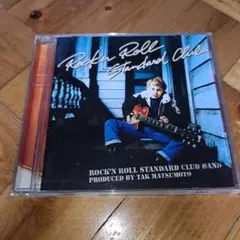 Rock'n Roll
Standard Club
ROCK'N ROLL STANDARD CLUB BAND
PRODUCED BY TAK MATSUMOTO